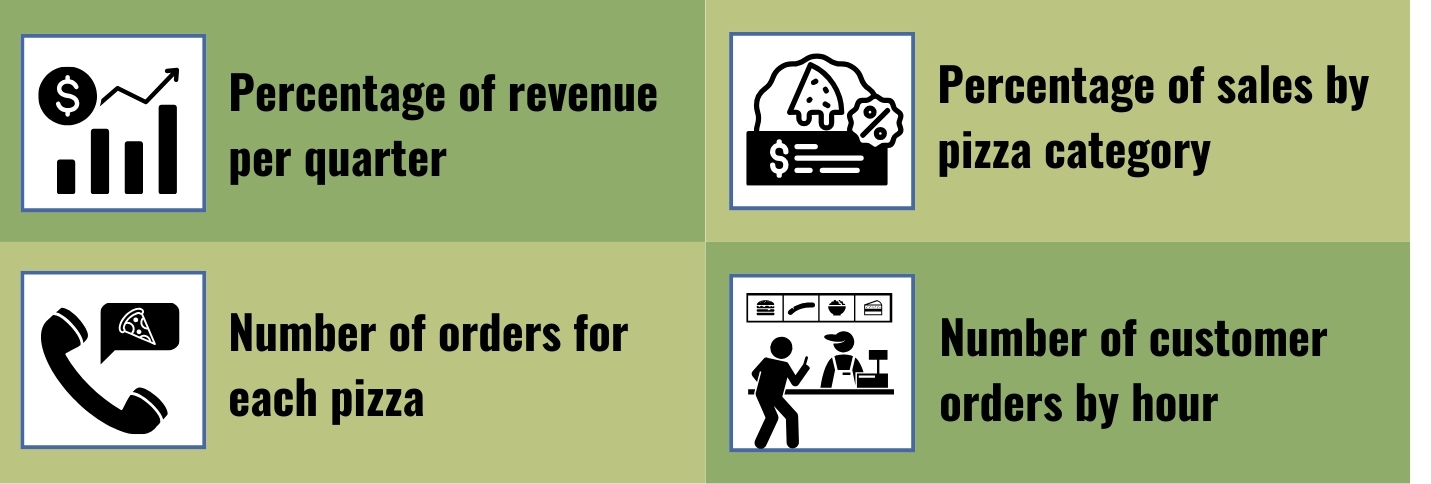 Percentage of revenue
per quarter
Percentage of sales by
pizza category
Number of orders for
each pizza
Number of customer
orders by hour